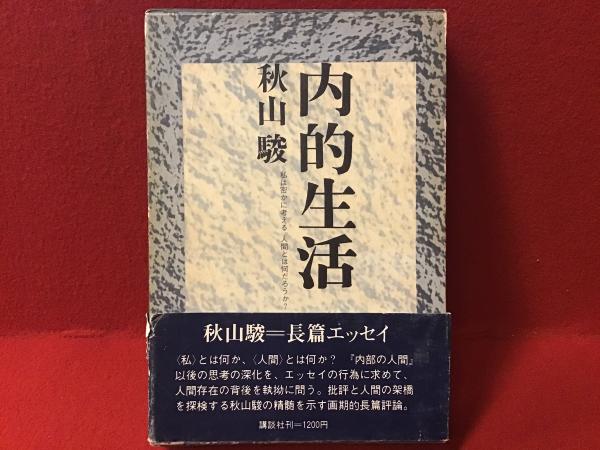 内的生活
秋山駿
私は密かに考える 人間とは何だろうか?
秋山駿=長篇エッセイ
〈私〉とは何か、〈人間〉とは何か? 『内部の人間』
以後の思考の深化を、エッセイの行為に求めて、
人間存在の背後を執拗に問う。批評と人間の架橋
を探検する秋山駿の精髄を示す画期的長篇評論。
講談社刊=1200円